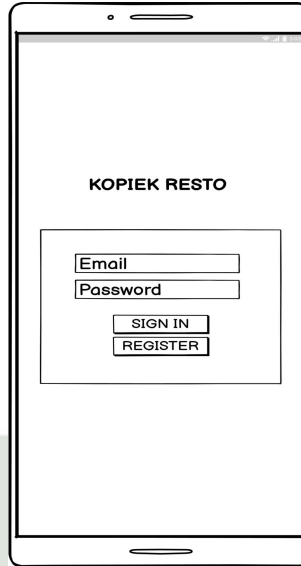 KOPIEK RESTO
Email
Password
SIGN IN
REGISTER